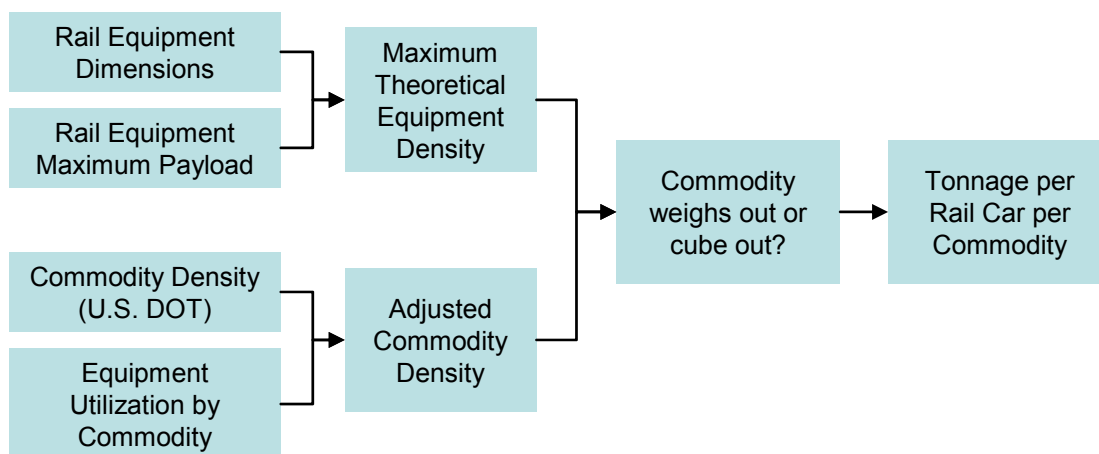 Rail Equipment
Dimensions
Rail Equipment
Maximum Payload
Maximum
Theoretical
Equipment
Density
Commodity Density
(U.S. DOT)
Equipment
Utilization by
Commodity
Adjusted
Commodity
Density
Commodity
weighs out or
cube out?
Tonnage per
Rail Car per
Commodity